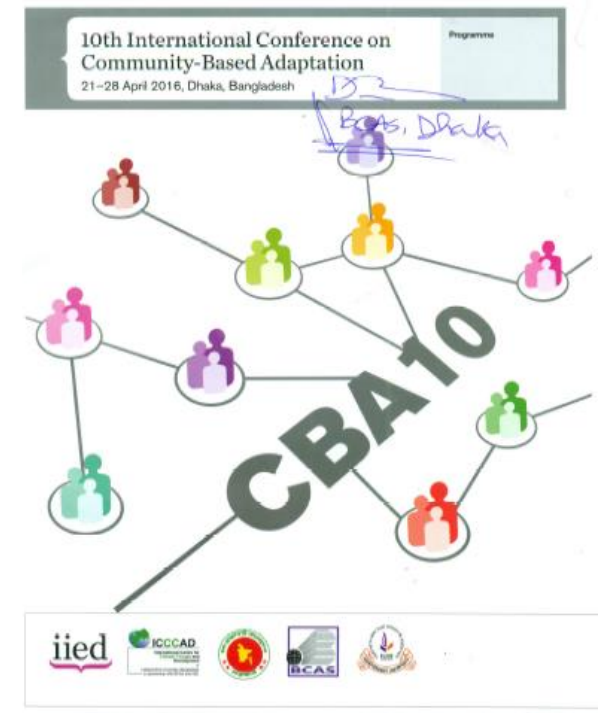 10th International Conference on
Community-Based Adaptation
21–28 April 2016, Dhaka, Bangladesh
Programme
BCAS, Dhaka
CBA10
iied
ICCCAD
BCAS